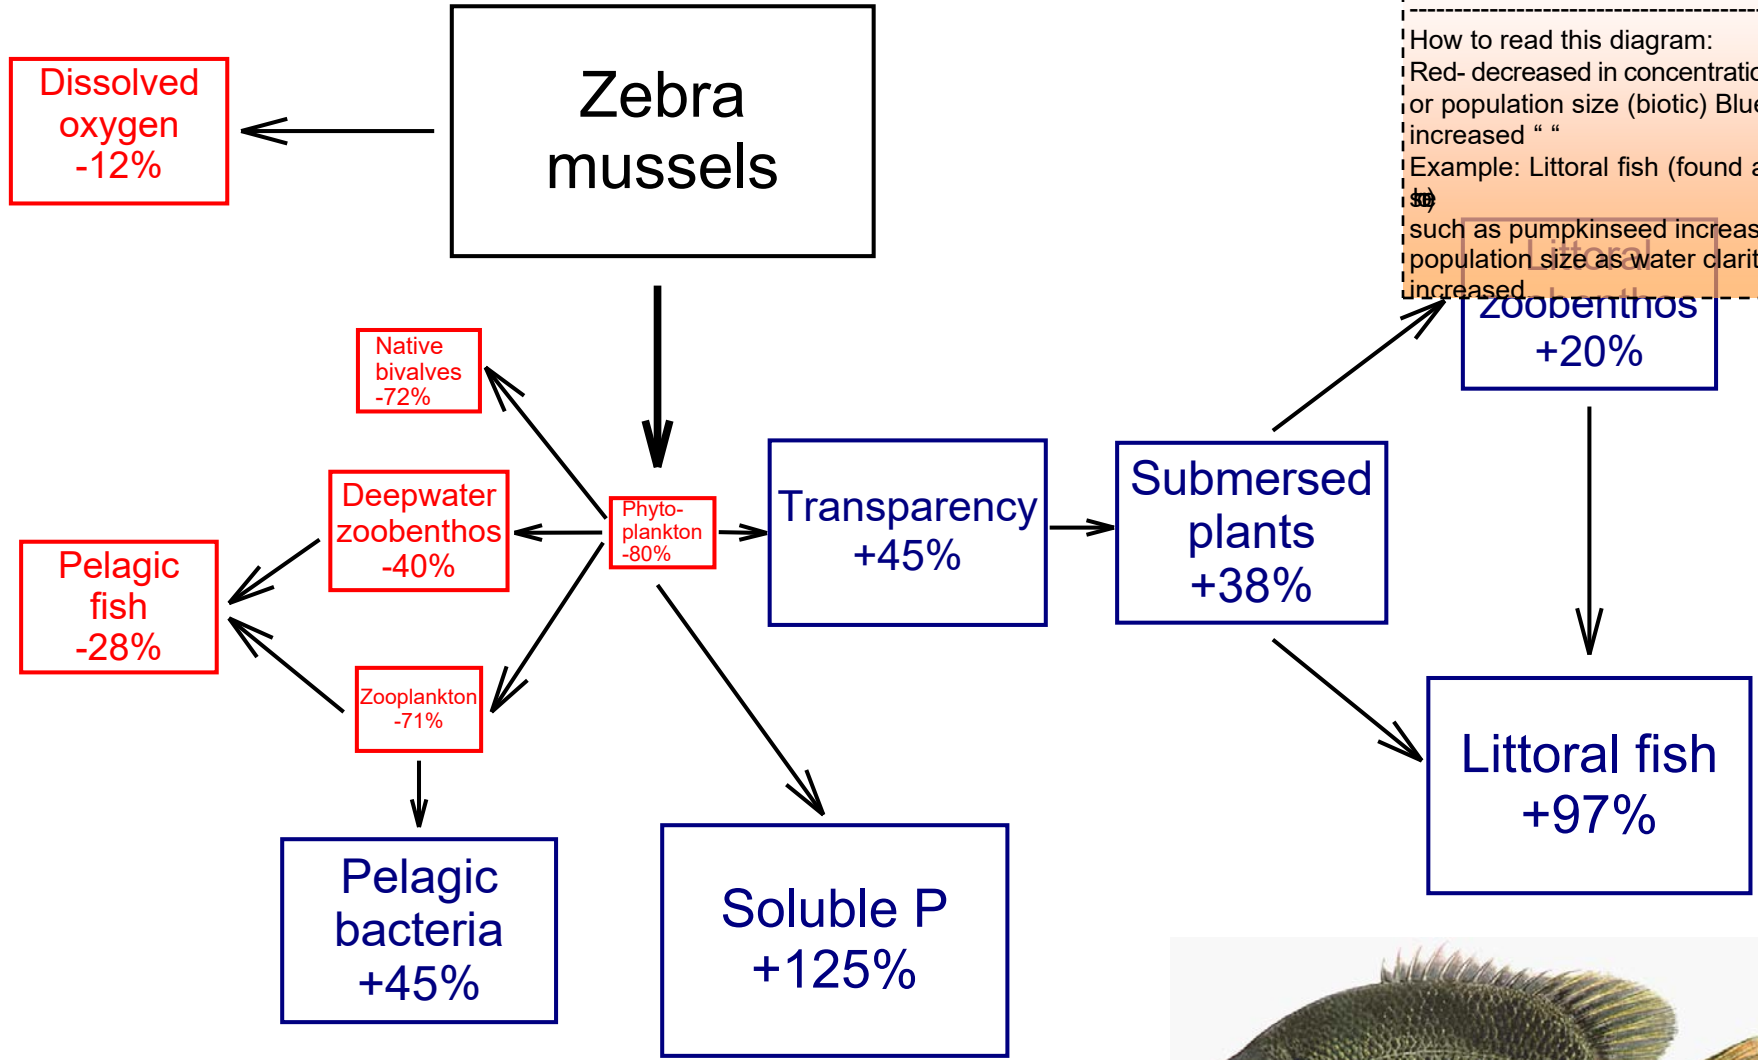 Dissolved
oxygen
-12%
Zebra
mussels
How to read this diagram:
Red- decreased in concentratio
or population size (biotic) Blue
increased “ “
Example: Littoral fish (found a
such as pumpkinseed increas
population size as water clarit
increased
Littoral
zoobenthos
+20%
Native
bivalves
-72%
Deepwater
zoobenthos
-40%
Phyto-
plankton
-80%
Transparency
+45%
Submersed
plants
+38%
Pelagic
fish
-28%
Zooplankton
-71%
Littoral fish
+97%
Pelagic
bacteria
+45%
Soluble P
+125%